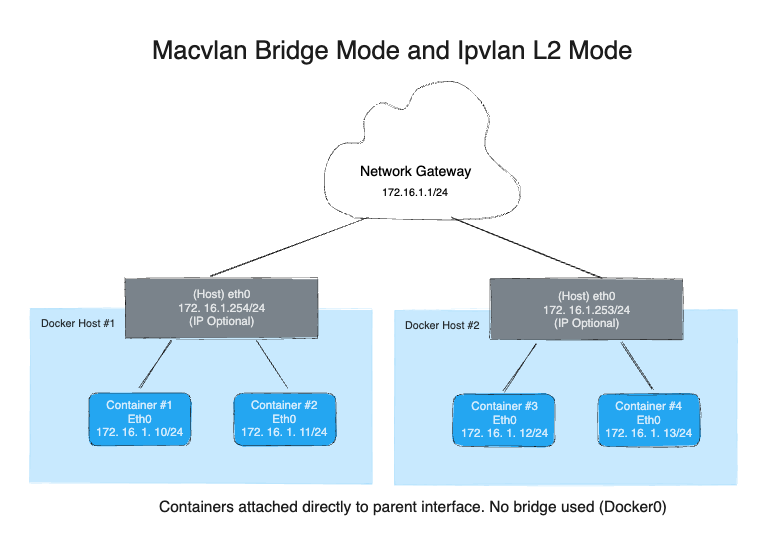 Macvlan Bridge Mode and Ipvlan L2 Mode
Network Gateway
172.16.1.1/24
(Host) eth0
172. 16.1.254/24
(IP Optional)
(Host) eth0
172. 16.1.253/24
(IP Optional)
Docker Host #1
Docker Host #2
Container #1
Eth0
172. 16. 1. 10/24
Container #2
Eth0
172. 16. 1. 11/24
Container #3
Eth0
172. 16. 1. 12/24
Container #4
Eth0
172. 16. 1. 13/24
Containers attached directly to parent interface. No bridge used (Docker0)